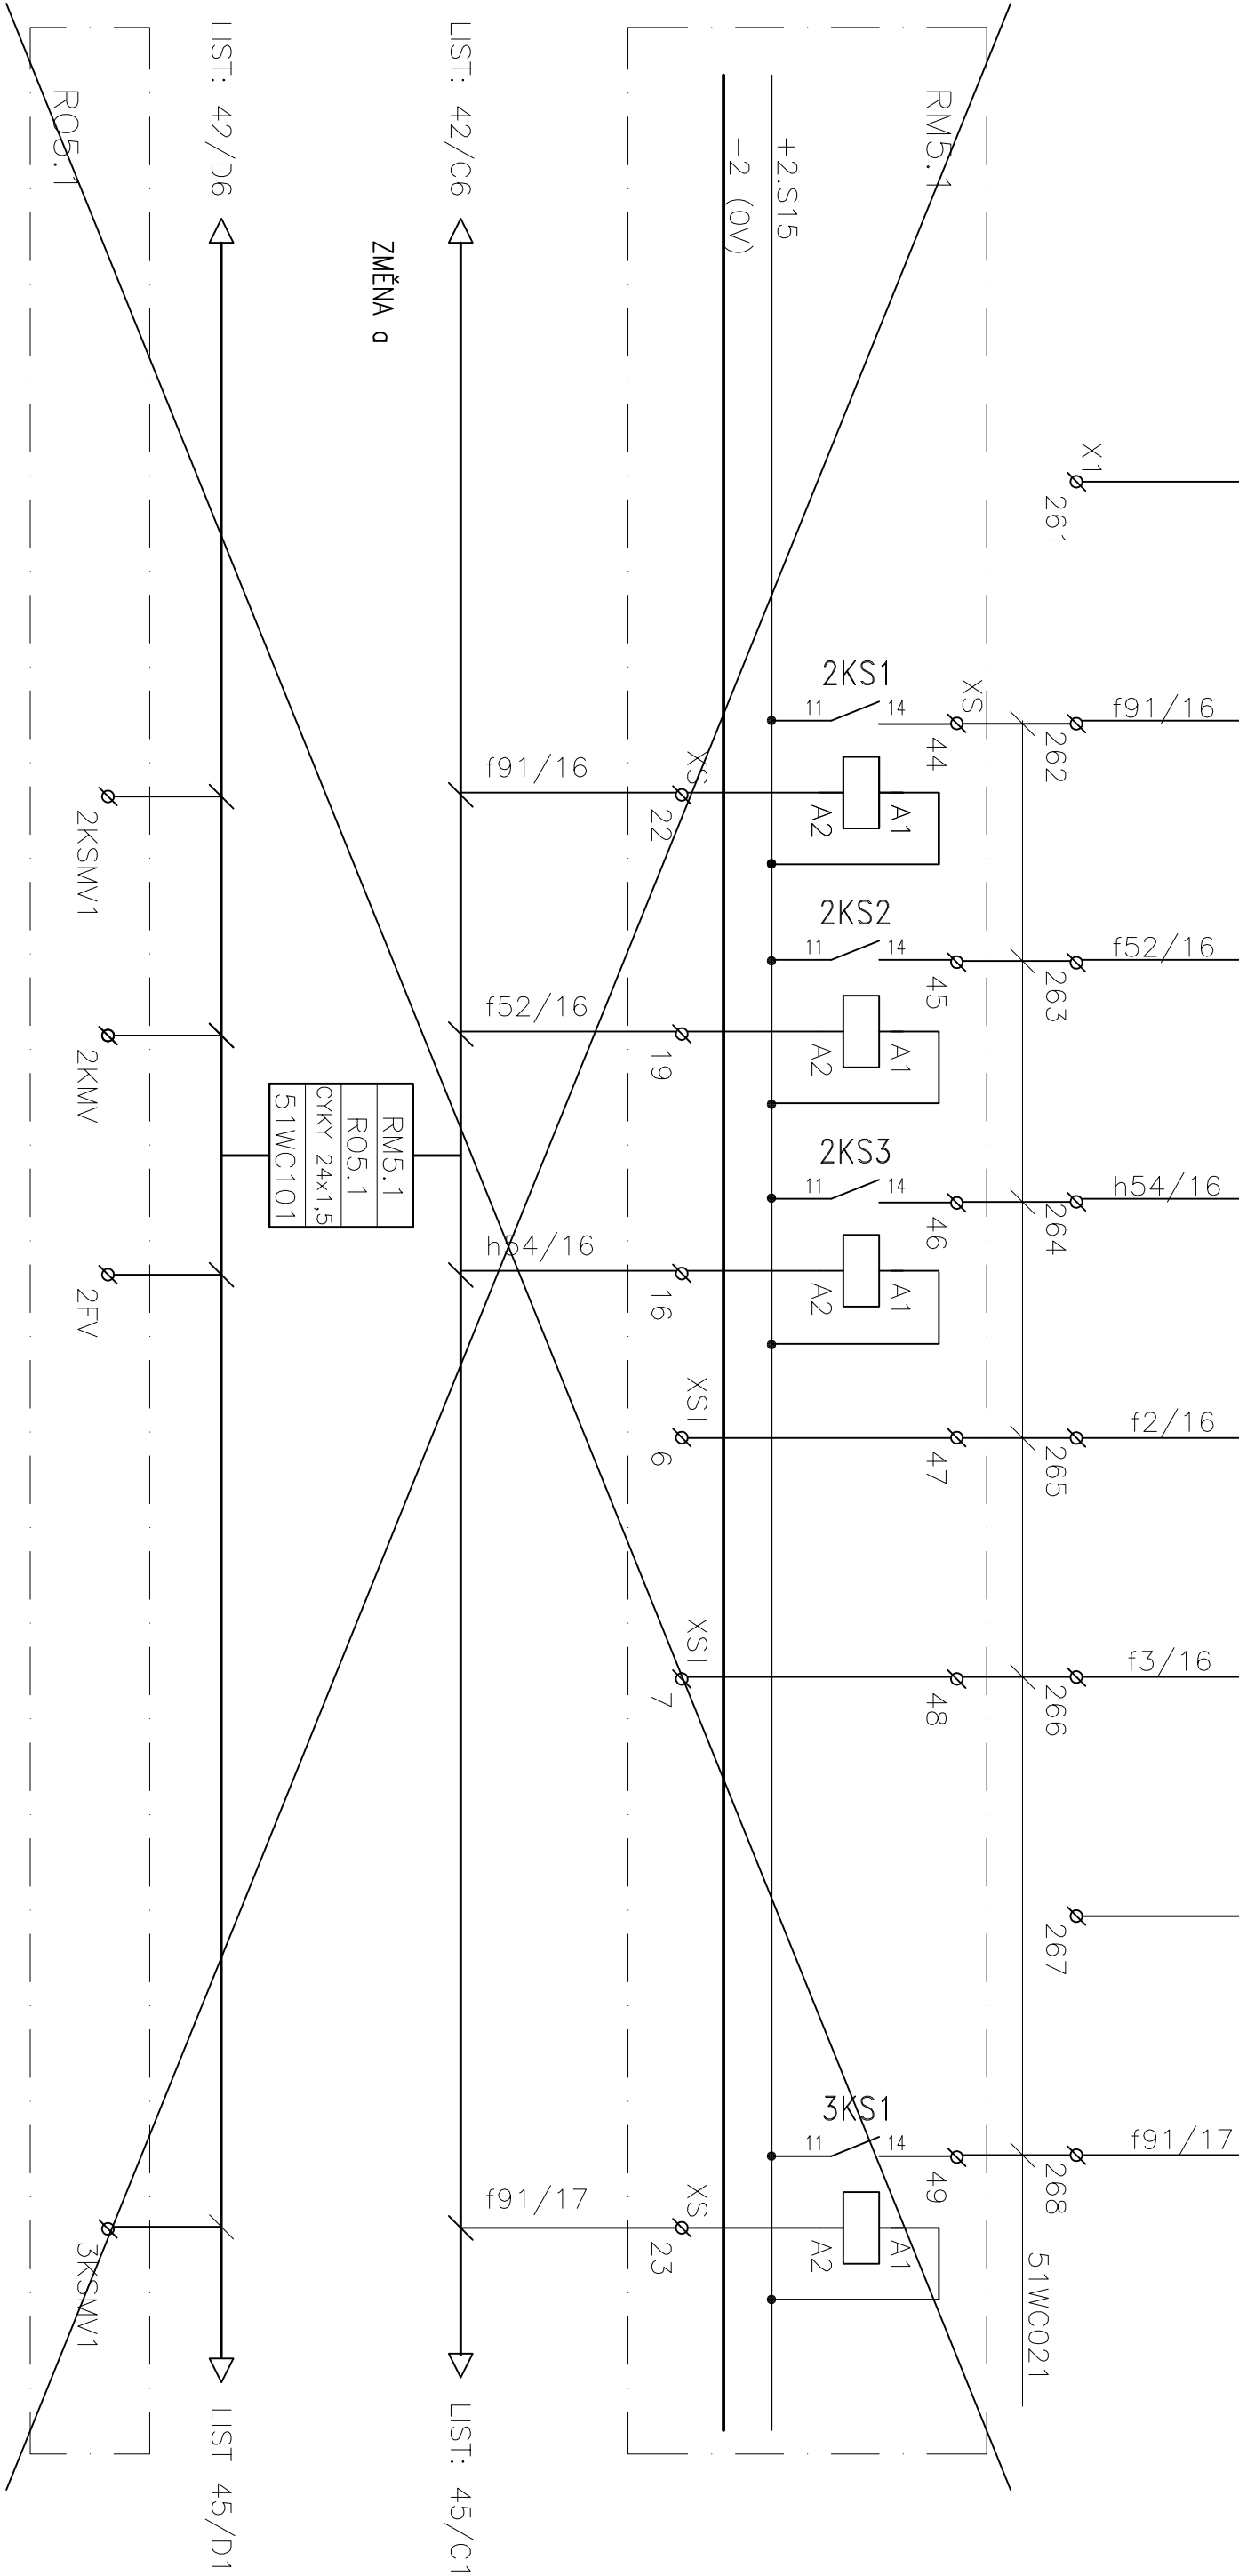 X1
261
f91/16
262
f52/16
263
h54/16
264
f2/16
265
f3/16
266
267
f91/17
268
51WC021
RM5.1
XS
44
45
46
47
48
49
2KS1
11
14
A1
A2
2KS2
11
14
A1
A2
2KS3
11
14
A1
A2
3KS1
11
14
A1
A2
+2.S15
-2 (0V)
XS
22
19
16
XST
6
XST
7
XS
23
f91/16
f52/16
h54/16
f91/17
LIST: 42/C6
LIST: 45/C1
ZMĚNA a
RM5.1
RO5.1
CYKY 24x1,5
51WC101
LIST: 42/D6
LIST 45/D1
RO5.1
2KSMV1
2KMV
2FV
3KSMV1